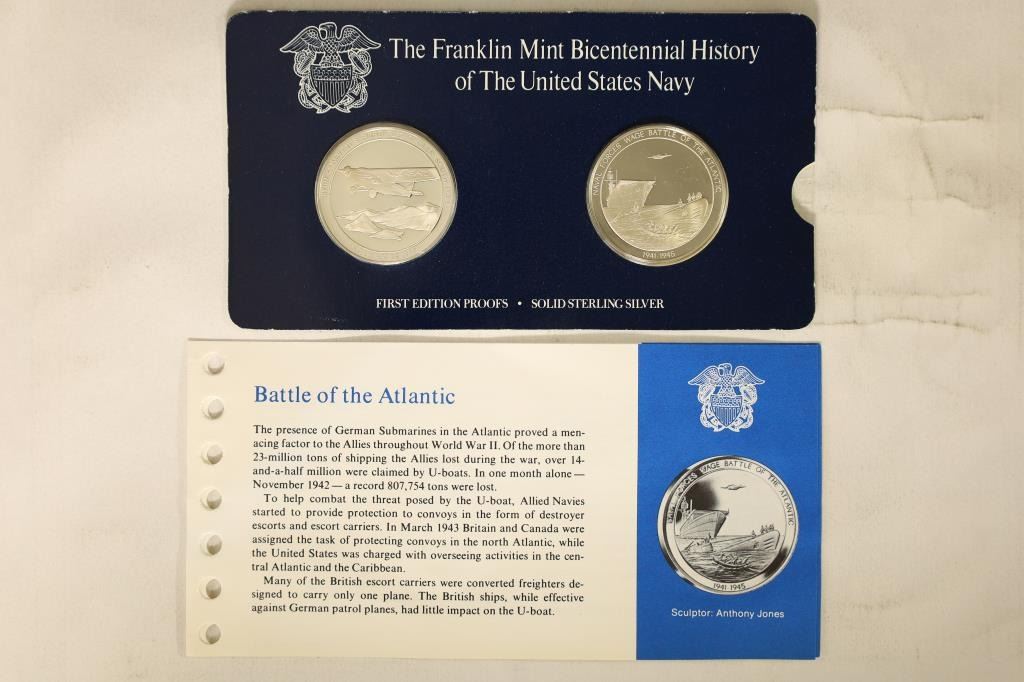 The Franklin Mint Bicentennial History
of The United States Navy
NAVAL FORCES WAGE BATTLE OF THE ATLANTIC
1941-1945
FIRST EDITION PROOFS • SOLID STERLING SILVER
Battle of the Atlantic
The presence of German Submarines in the Atlantic proved a men-
acing factor to the Allies throughout World War II. Of the more than
23-million tons of shipping the Allies lost during the war, over 14-
and-a-half million were claimed by U-boats. In one month alone—
November 1942—a record 807,754 tons were lost.
To help combat the threat posed by the U-boat, Allied Navies
started to provide protection to convoys in the form of destroyer
escorts and escort carriers. In March 1943 Britain and Canada were
assigned the task of protecting convoys in the north Atlantic, while
the United States was charged with overseeing activities in the cen-
tral Atlantic and the Caribbean.
Many of the British escort carriers were converted freighters de-
signed to carry only one plane. The British ships, while effective
against German patrol planes, had little impact on the U-boat.
NAVAL FORCES WAGE BATTLE OF THE ATLANTIC
1941-1945
Sculptor: Anthony Jones